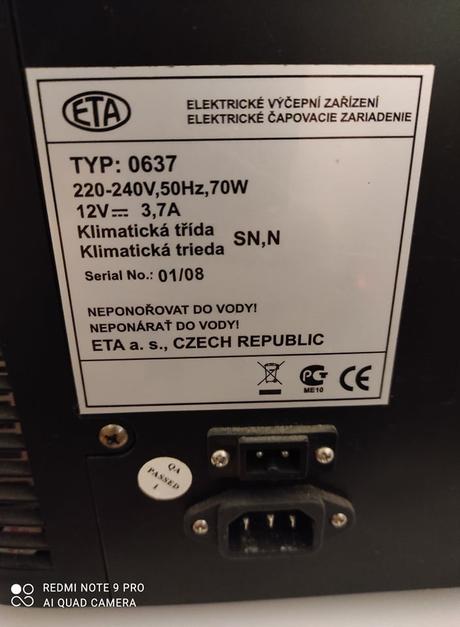 ETA
ELEKTRICKÉ VÝČEPNÍ ZAŘÍZENÍ
ELEKTRICKÉ ČAPOVACIE ZARIADENIE
TYP: 0637
220-240V,50Hz,70W
12V⎓ 3,7A
Klimatická třída
Klimatická trieda SN,N
Serial No.: 01/08
NEPONOŘOVAT DO VODY!
NEPONÁRAŤ DO VODY!
ETA a. s., CZECH REPUBLIC
ME10
CE
QA
PASSED
1
REDMI NOTE 9 PRO
AI QUAD CAMERA